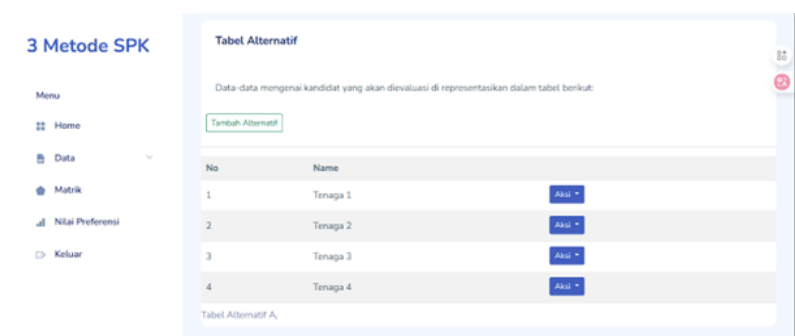 3 Metode SPK
Menu
Home
Data
Matrik
Nilai Preferensi
Keluar
Tabel Alternatif
Data-data mengenai kandidat yang akan dievaluasi di representasikan dalam tabel berikut:
Tambah Alternatif
No Name
1 Tenaga 1 Aksi
2 Tenaga 2 Aksi
3 Tenaga 3 Aksi
4 Tenaga 4 Aksi
Tabel Alternatif A